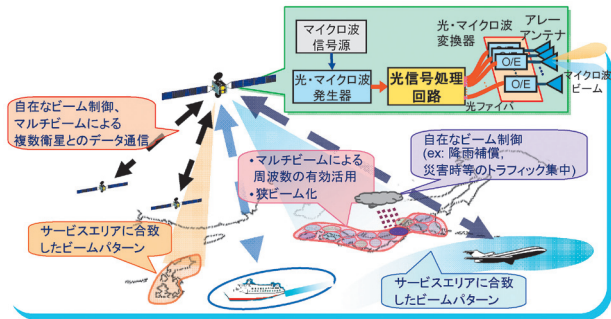 マイクロ波
信号源
光・マイクロ波
発生器
光信号処理
回路
光・マイクロ波
変換器
アレー
アンテナ
O/E
O/E
O/E
マイクロ波
ビーム
光ファイバ
自在なビーム制御、
マルチビームによる
複数衛星とのデータ通信
・マルチビームによる
周波数の有効活用
・狭ビーム化
自在なビーム制御
(ex: 降雨補償,
災害時等のトラフィック集中)
サービスエリアに合致
したビームパターン
サービスエリアに合致
したビームパターン